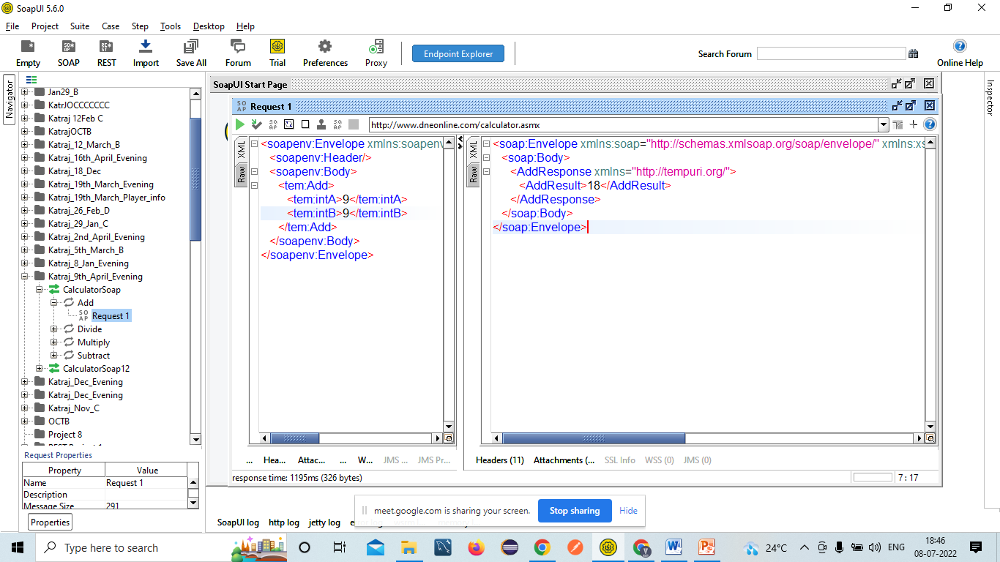 SoapUI 5.6.0
File Project Suite Case Step Tools Desktop Help
Empty SOAP REST Import Save All Forum Trial Preferences Proxy Endpoint Explorer Search Forum Online Help
Navigator
Inspector
Jan29_B
KatrJOCCCCCCC
Katraj 12Feb C
KatrajOCTB
Katraj_12_March_B
Katraj_16th_April_Evening
Katraj_18_Dec
Katraj_19th_March_Evening
Katraj_19th_March_Player_info
Katraj_26_Feb_D
Katraj_29_Jan_C
Katraj_2nd_April_Evening
Katraj_5th_March_B
Katraj_8_Jan_Evening
Katraj_9th_April_Evening
CalculatorSoap
Add
Request 1
Divide
Multiply
Subtract
CalculatorSoap12
Katraj_Dec_Evening
Katraj_Dec_Evening
Katraj_Nov_C
OCTB
Project 8
Request Properties
Property Value
Name Request 1
Description
Message Size 291
Properties
SoapUI Start Page
Request 1
http://www.dneonline.com/calculator.asmx
XML
Raw
<soapenv:Envelope xmlns:soapenv
<soapenv:Header/>
<soapenv:Body>
<tem:Add>
<tem:intA>9</tem:intA>
<tem:intB>9</tem:intB>
</tem:Add>
</soapenv:Body>
</soapenv:Envelope>
XML
Raw
<soap:Envelope xmlns:soap="http://schemas.xmlsoap.org/soap/envelope/" xmlns:xs
<soap:Body>
<AddResponse xmlns="http://tempuri.org/">
<AddResult>18</AddResult>
</AddResponse>
</soap:Body>
</soap:Envelope>
... Hea... Attac... ... W... JMS ... JMS Pr...
Headers (11) Attachments (... SSL Info WSS (0) JMS (0)
response time: 1195ms (326 bytes) 7 : 17
meet.google.com is sharing your screen. Stop sharing Hide
SoapUI log http log jetty log
Type here to search
24°C ENG
18:46
08-07-2022